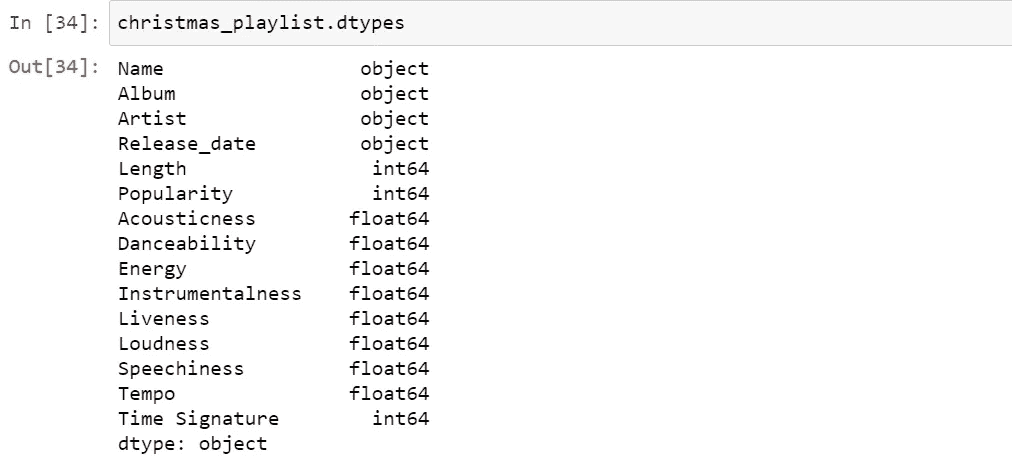 In [34]: christmas_playlist.dtypes
Out[34]: Name object
Album object
Artist object
Release_date object
Length int64
Popularity int64
Acousticness float64
Danceability float64
Energy float64
Instrumentalness float64
Liveness float64
Loudness float64
Speechiness float64
Tempo float64
Time Signature int64
dtype: object